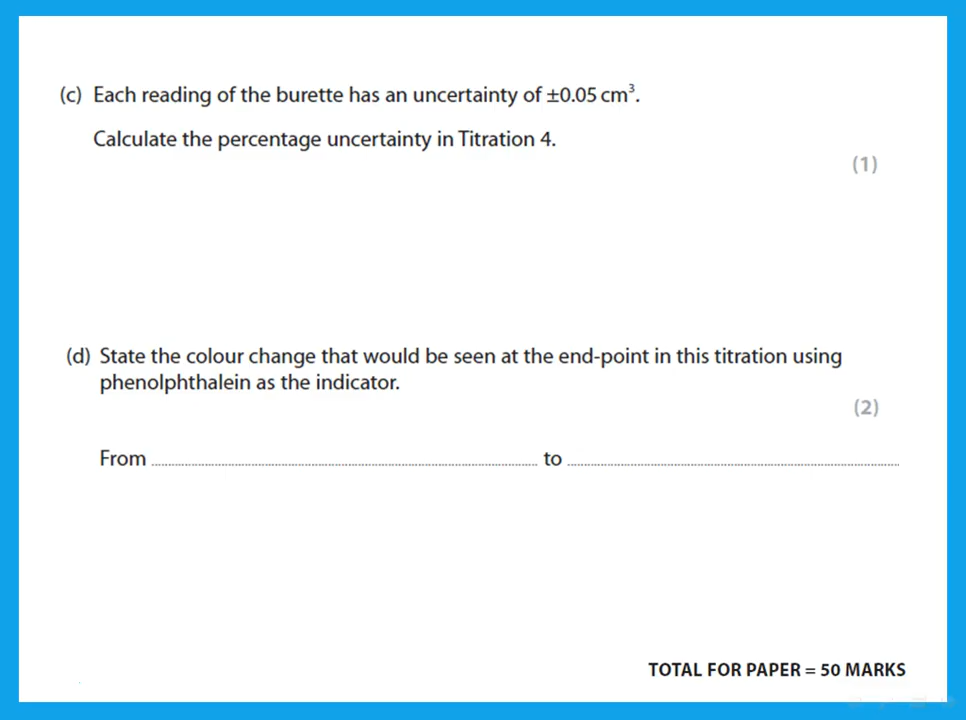 (c) Each reading of the burette has an uncertainty of ±0.05 cm³.
Calculate the percentage uncertainty in Titration 4.
(1)
(d) State the colour change that would be seen at the end-point in this titration using
phenolphthalein as the indicator.
(2)
From ........................................ to ........................................
TOTAL FOR PAPER = 50 MARKS